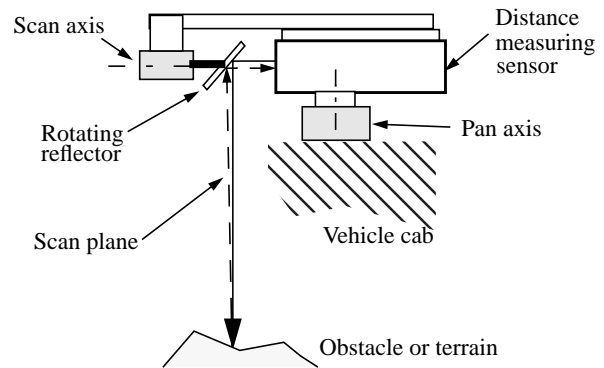 Scan axis
Distance
measuring
sensor
Rotating
reflector
Pan axis
Scan plane
Vehicle cab
Obstacle or terrain